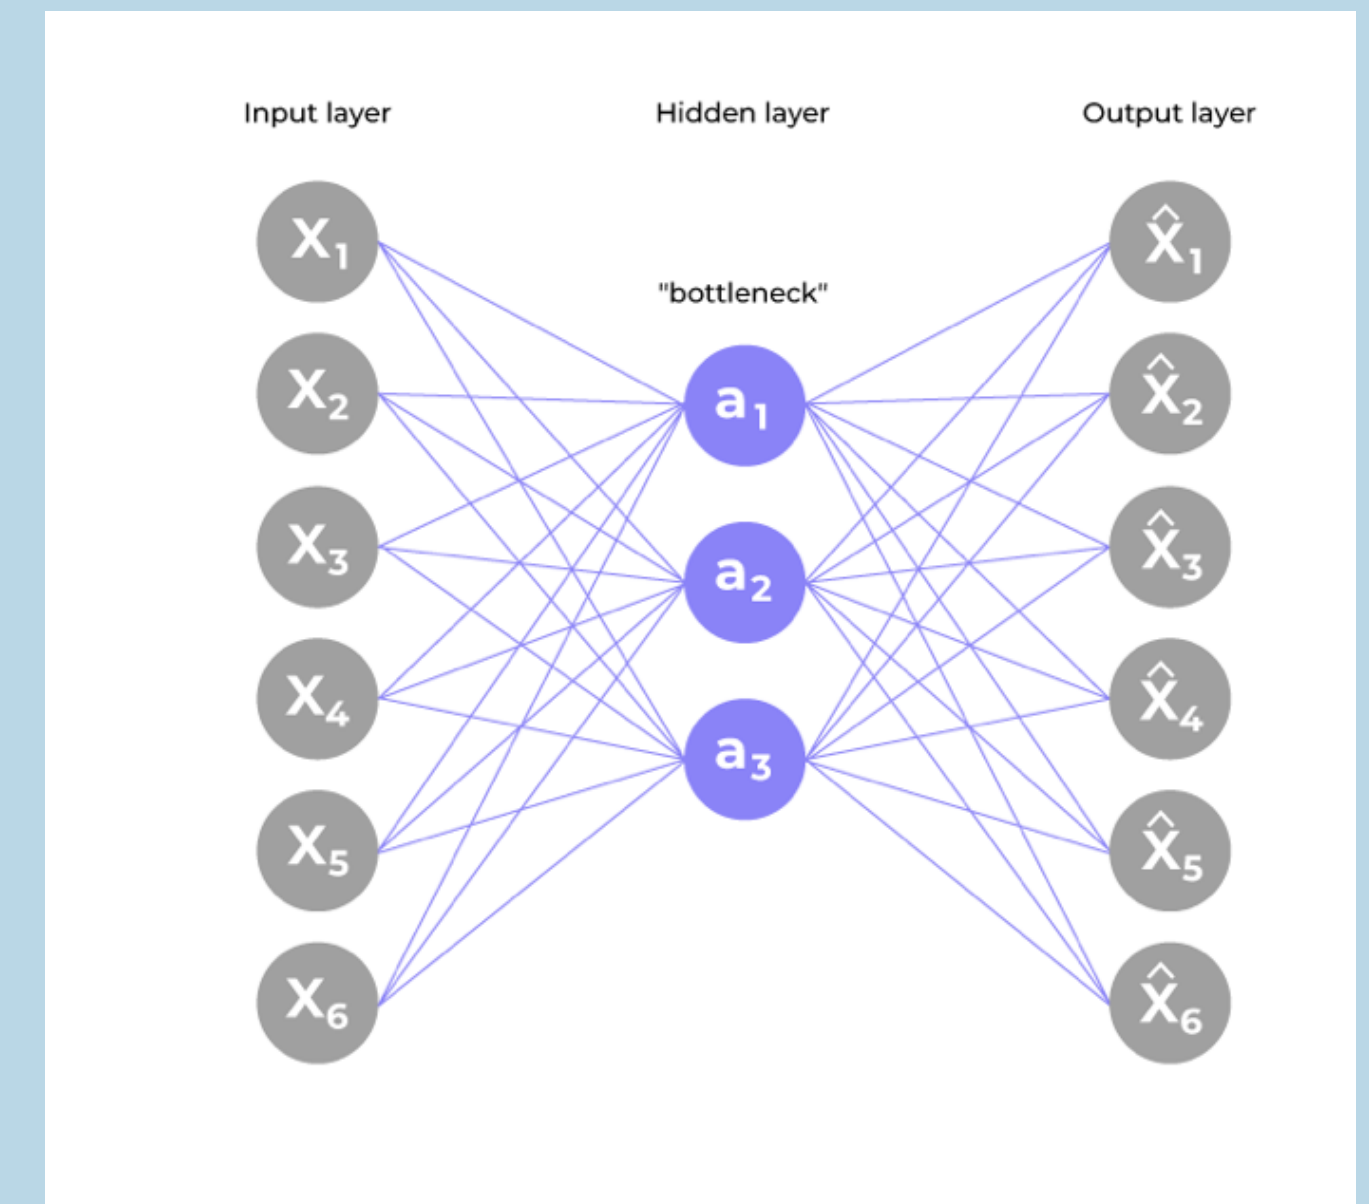 Input layer
Hidden layer
Output layer
"bottleneck"
X₁
X₂
X₃
X₄
X₅
X₆
a₁
a₂
a₃
X̂₁
X̂₂
X̂₃
X̂₄
X̂₅
X̂₆